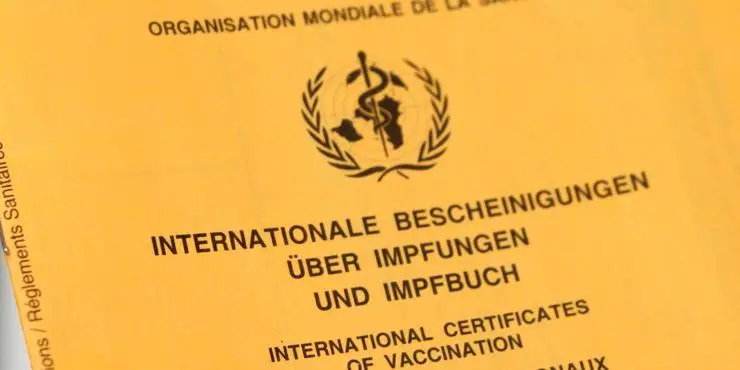 ORGANISATION MONDIALE DE LA
INTERNATIONALE BESCHEINIGUNGEN
ÜBER IMPFUNGEN
UND IMPFBUCH
INTERNATIONAL CERTIFICATES
OF VACCINATION
Règlements Sanitaires